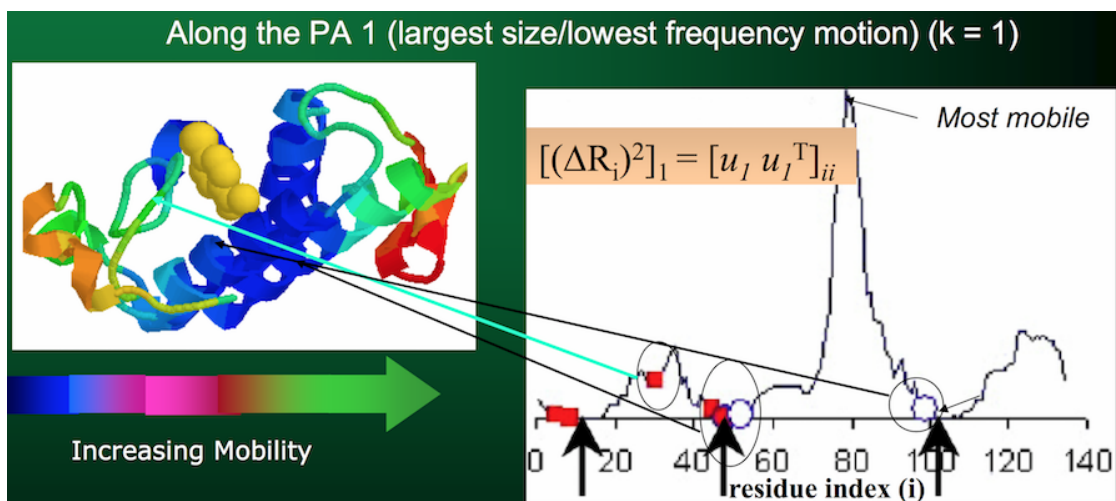 Along the PA 1 (largest size/lowest frequency motion) (k = 1)
Most mobile
[(ΔRᵢ)²]₁ = [u₁ u₁ᵀ]ᵢᵢ
Increasing Mobility
0 20 40 60 80 100 120 140
residue index (i)